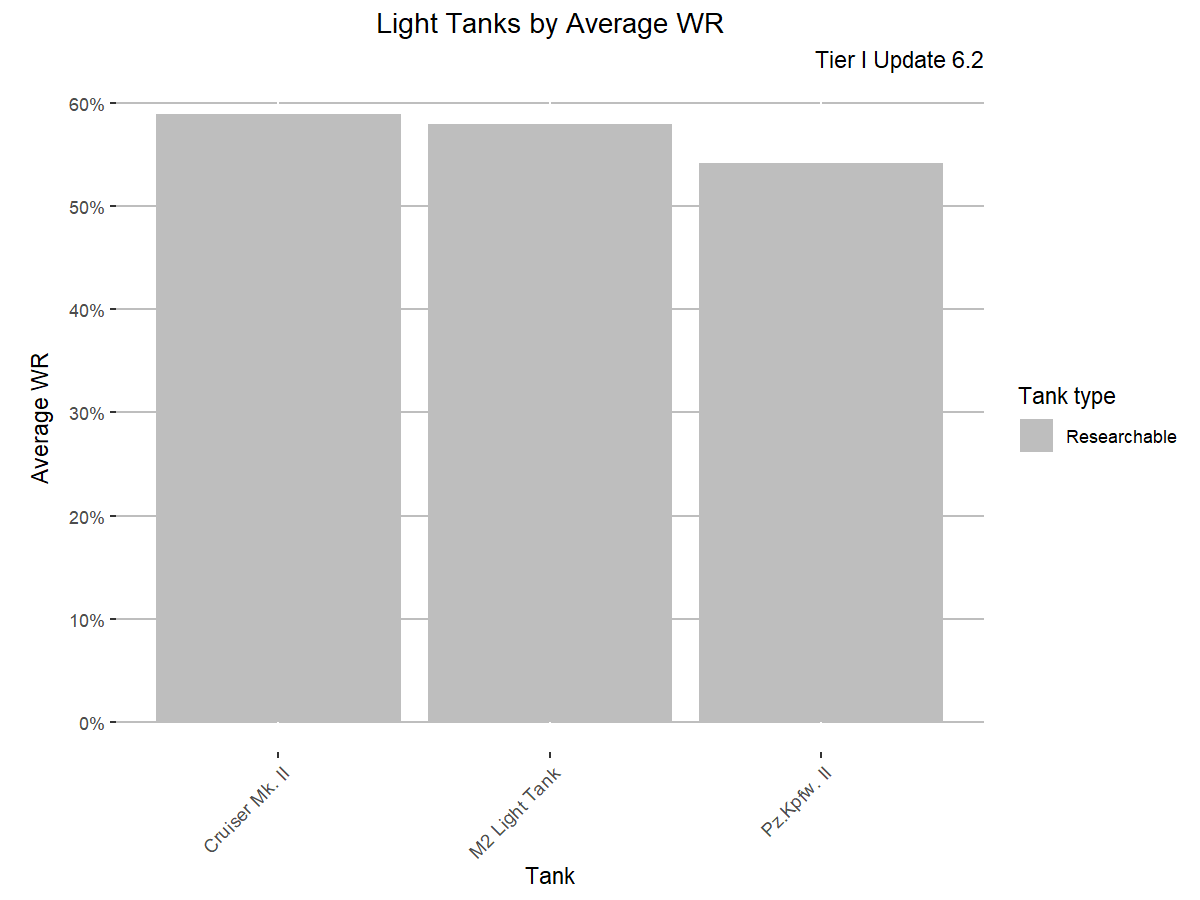 Light Tanks by Average WR
Tier I Update 6.2
60%
50%
40%
30%
20%
10%
0%
Average WR
Cruiser Mk. II
M2 Light Tank
Pz.Kpfw. II
Tank
Tank type
Researchable